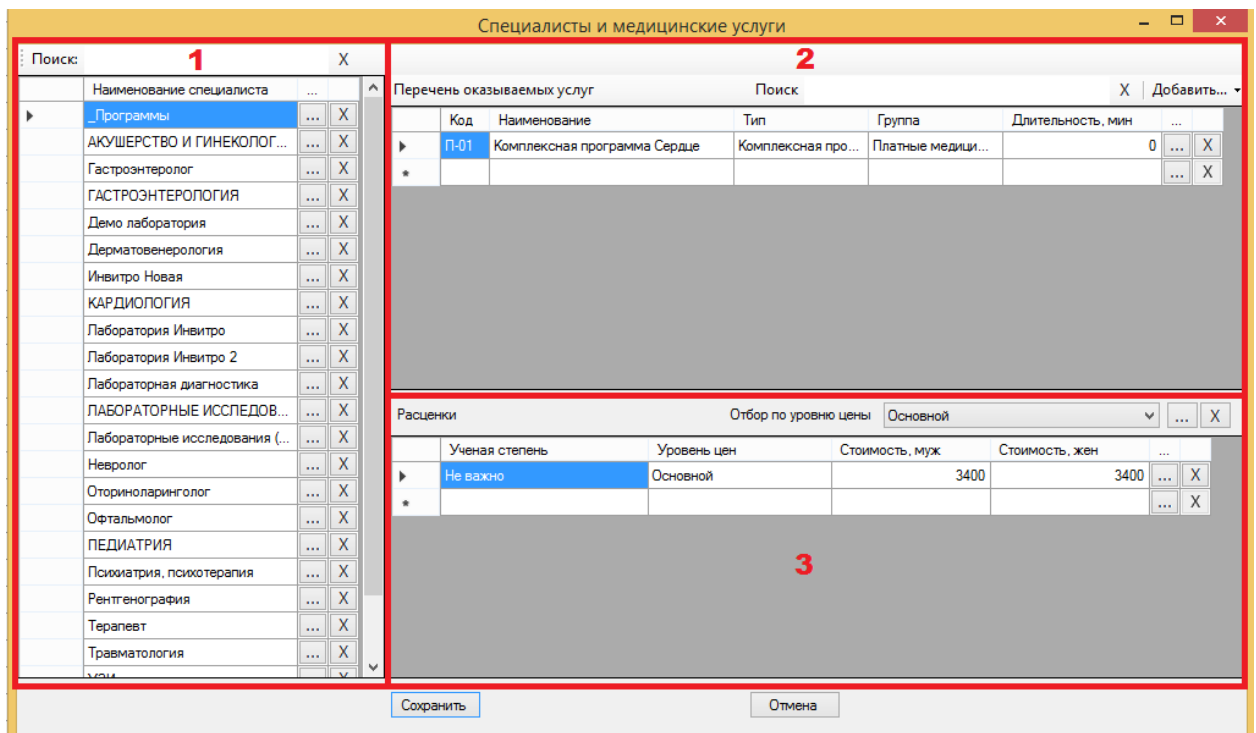 Специалисты и медицинские услуги
Поиск: 1 X
Наименование специалиста ...
_Программы ... X
АКУШЕРСТВО И ГИНЕКОЛОГ... ... X
Гастроэнтеролог ... X
ГАСТРОЭНТЕРОЛОГИЯ ... X
Демо лаборатория ... X
Дерматовенерология ... X
Инвитро Новая ... X
КАРДИОЛОГИЯ ... X
Лаборатория Инвитро ... X
Лаборатория Инвитро 2 ... X
Лабораторная диагностика ... X
ЛАБОРАТОРНЫЕ ИССЛЕДОВ... ... X
Лабораторные исследования (... ... X
Невролог ... X
Оториноларинголог ... X
Офтальмолог ... X
ПЕДИАТРИЯ ... X
Психиатрия, психотерапия ... X
Рентгенография ... X
Терапевт ... X
Травматология ... X
УЗИ ... X
2
Перечень оказываемых услуг Поиск X Добавить...
Код Наименование Тип Группа Длительность, мин ...
П-01 Комплексная программа Сердце Комплексная про... Платные медици... 0 ... X
* ... X
Расценки Отбор по уровню цены Основной ... X
Ученая степень Уровень цен Стоимость, муж Стоимость, жен ...
Не важно Основной 3400 3400 ... X
* ... X
3
Сохранить Отмена